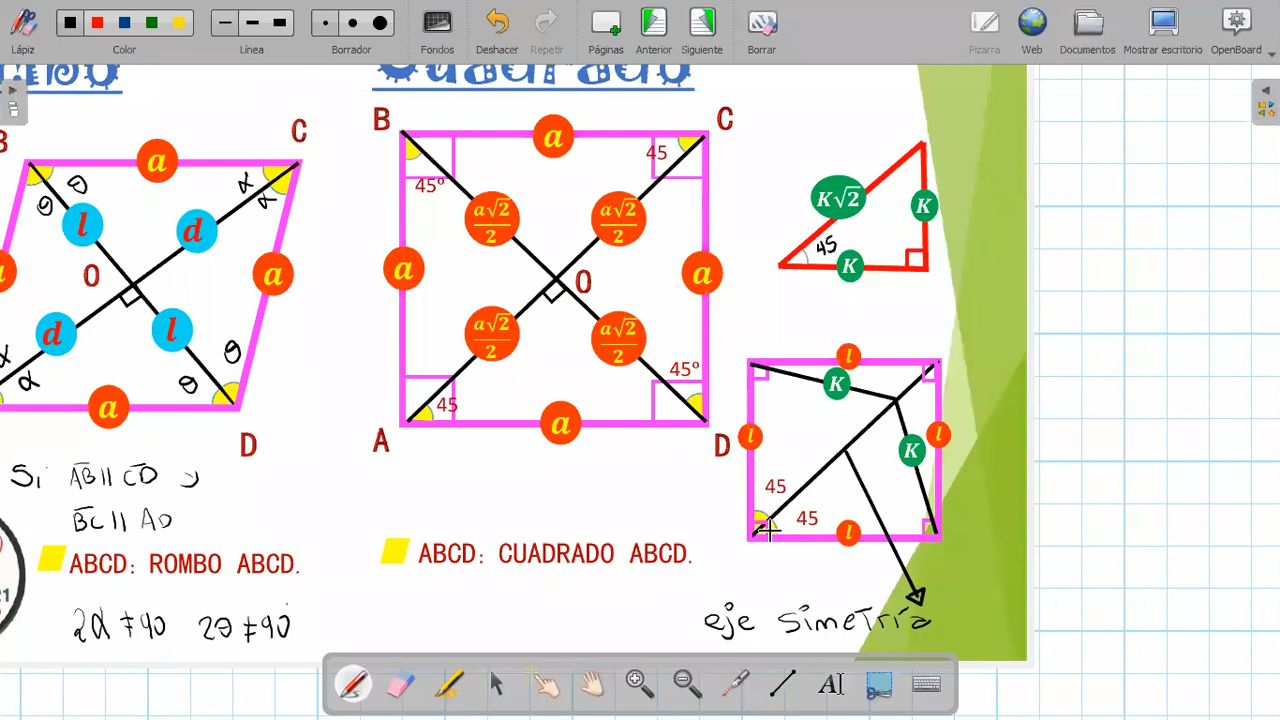 Lápiz Color Línea Borrador Fondos Deshacer Repetir Páginas Anterior Siguiente Borrar Pizarra Web Documentos Mostrar escritorio OpenBoard
Cuadrado
B C
a
θ θ
α α
l d
O
a
d l
α α
θ θ
a
D
Si AB || CD y
BC || AD
ABCD: ROMBO ABCD.
2α ≠ 90 2θ ≠ 90
21
B a C
45° 45
a√2/2 a√2/2
a O a
a√2/2 a√2/2
45 45°
A a D
ABCD: CUADRADO ABCD.
K√2 K
45
K
l
K
l K l
45
45
l
eje simetría